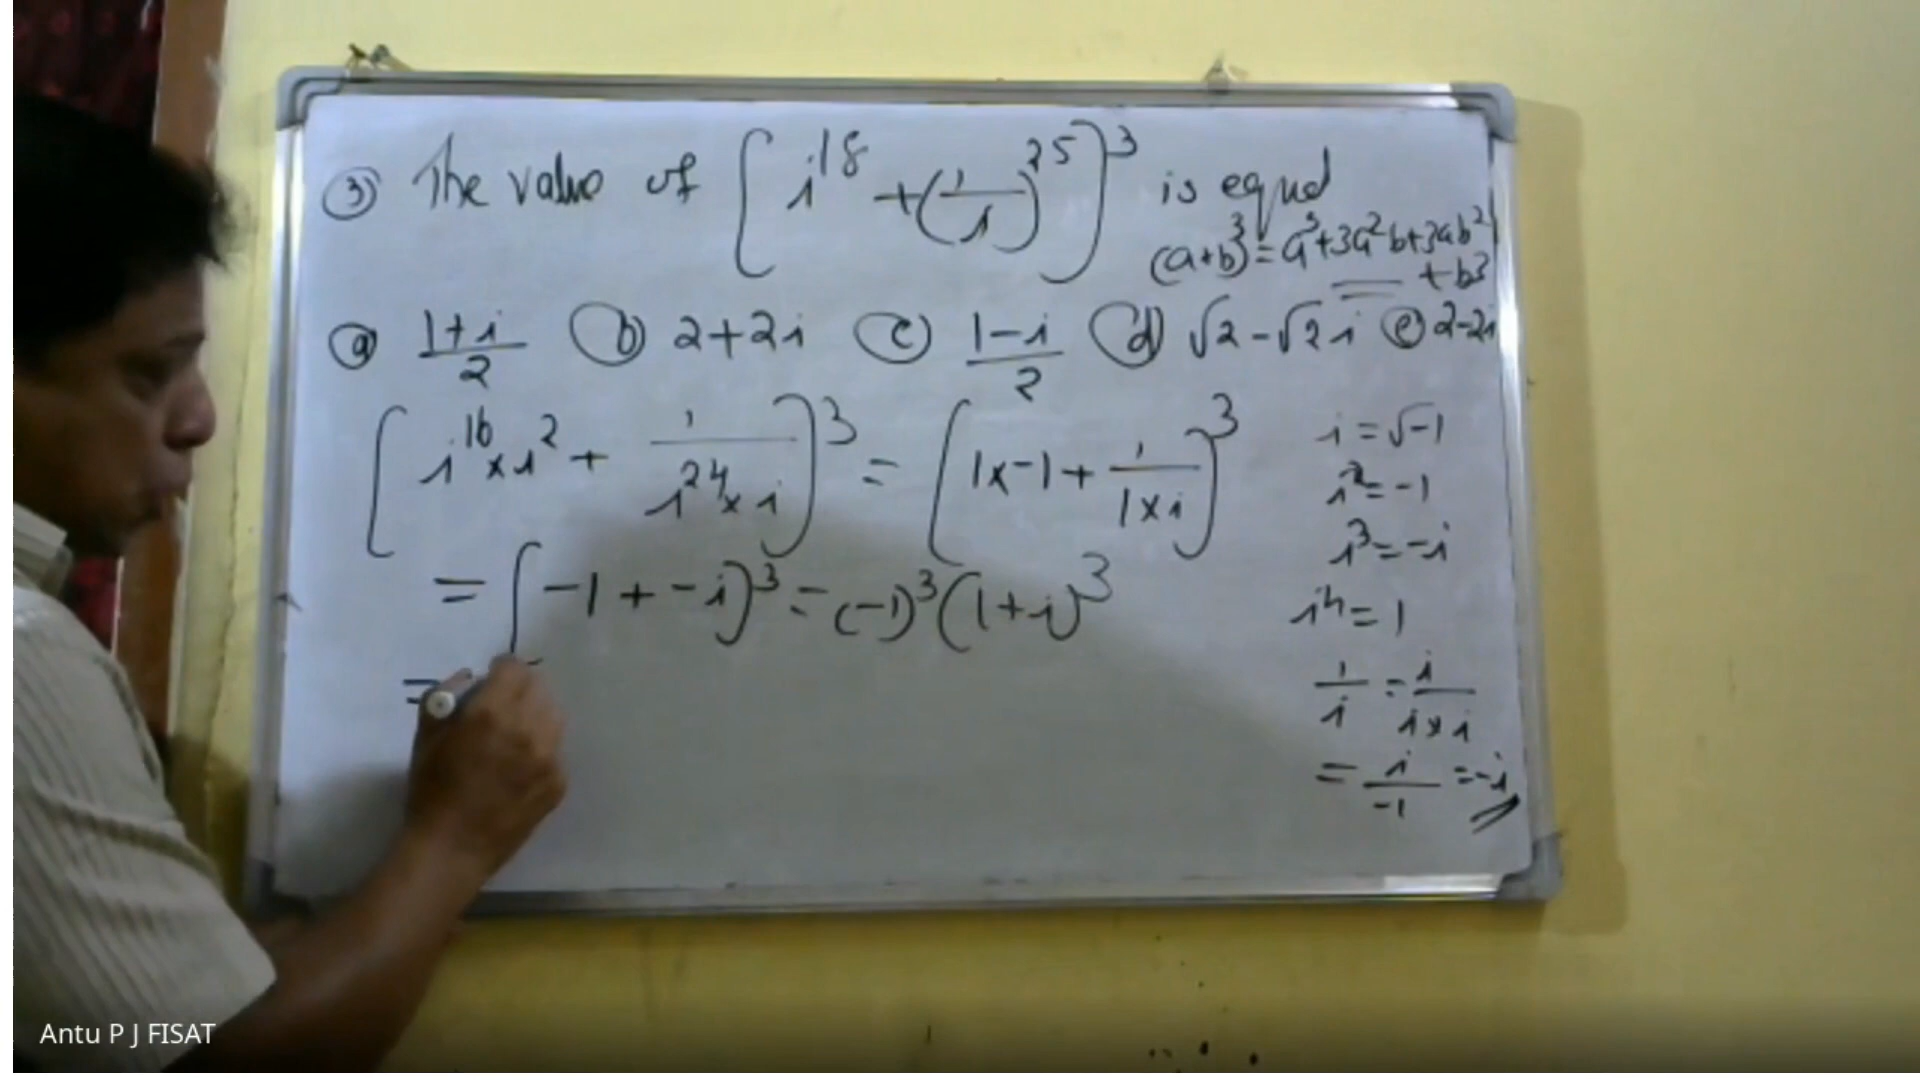 ③ The value of [i^18 + (1/i)^25]^3 is equal
(a+b)^3 = a^3+3a^2b+3ab^2
+ b^3
ⓐ (1+i)/2 ⓑ 2+2i ⓒ (1-i)/2 ⓓ √2-√2i ⓔ 2-2i
[i^16 × i^2 + 1/(i^24 × i)]^3 = [1×-1 + 1/(1×i)]^3
= [-1 + -i)^3 = (-1)^3 (1+i)^3
=
i = √-1
i^2 = -1
i^3 = -i
i^4 = 1
1/i = i/(i×i)
= i/-1 = -i
Antu P J FISAT